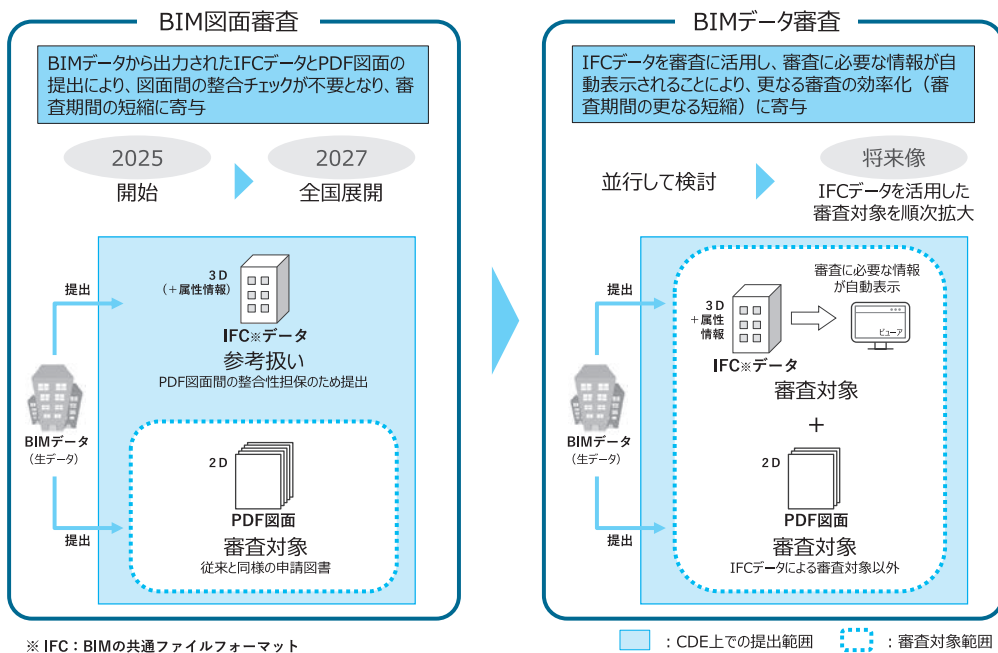 BIM図面審査
BIMデータから出力されたIFCデータとPDF図面の
提出により、図面間の整合チェックが不要となり、審
査期間の短縮に寄与
2025
開始
2027
全国展開
提出
3D
(+属性情報)
IFC※データ
参考扱い
PDF図面間の整合性担保のため提出
BIMデータ
(生データ)
2D
PDF図面
審査対象
従来と同様の申請図書
提出
※ IFC:BIMの共通ファイルフォーマット
BIMデータ審査
IFCデータを審査に活用し、審査に必要な情報が自
動表示されることにより、更なる審査の効率化(審
査期間の更なる短縮)に寄与
並行して検討
将来像
IFCデータを活用した
審査対象を順次拡大
提出
3D
+属性
情報
審査に必要な情報
が自動表示
ビューア
IFC※データ
審査対象
+
BIMデータ
(生データ)
2D
PDF図面
審査対象
IFCデータによる審査対象以外
提出
:CDE上での提出範囲
:審査対象範囲